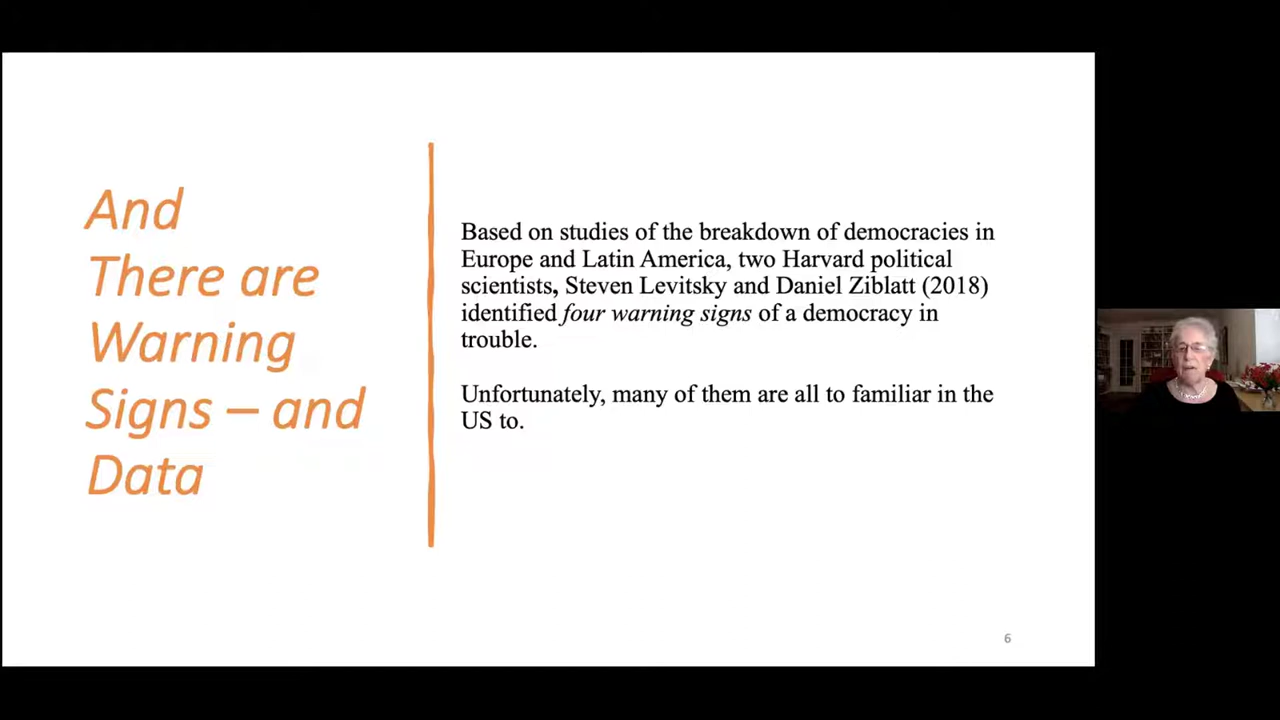 And
There are
Warning
Signs – and
Data
Based on studies of the breakdown of democracies in
Europe and Latin America, two Harvard political
scientists, Steven Levitsky and Daniel Ziblatt (2018)
identified four warning signs of a democracy in
trouble.
Unfortunately, many of them are all to familiar in the
US to.
6